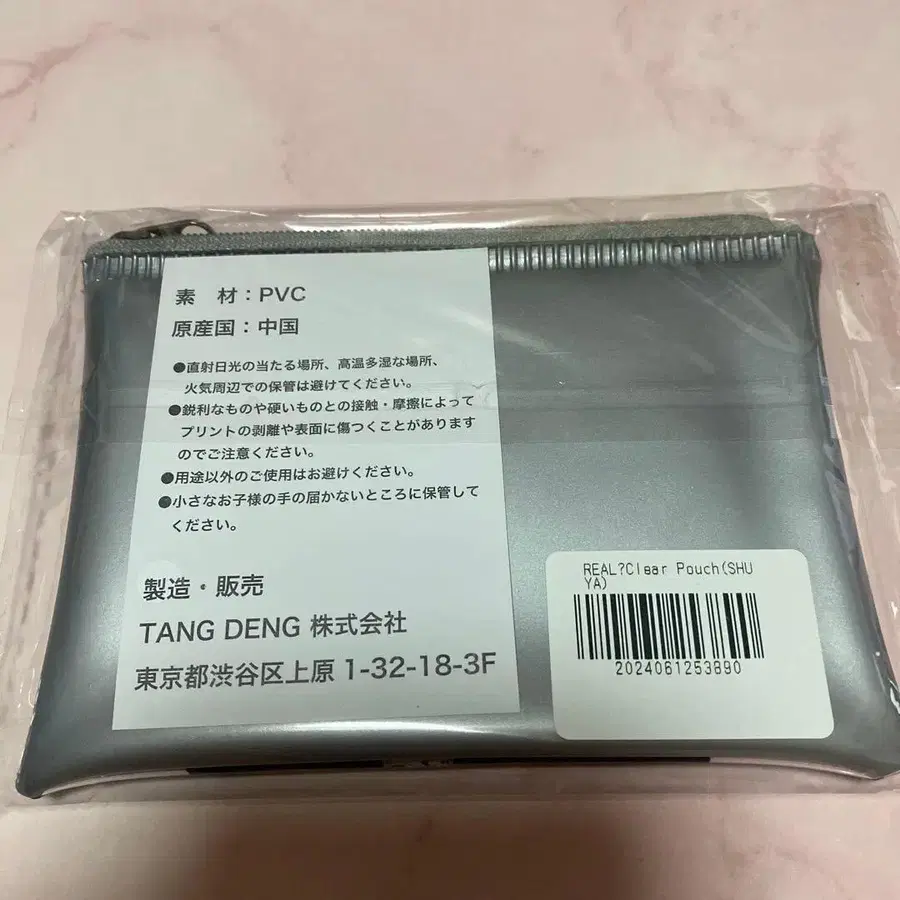 素　材：PVC
原産国：中国
●直射日光の当たる場所、高温多湿な場所、
火気周辺での保管は避けてください。
●鋭利なものや硬いものとの接触・摩擦によって
プリントの剥離や表面に傷つくことがあります
のでご注意ください。
●用途以外のご使用はお避けください。
●小さなお子様の手の届かないところに保管して
ください。
製造・販売
TANG DENG 株式会社
東京都渋谷区上原 1-32-18-3F
REAL?Clear Pouch(SHU
YA)
2024061253890